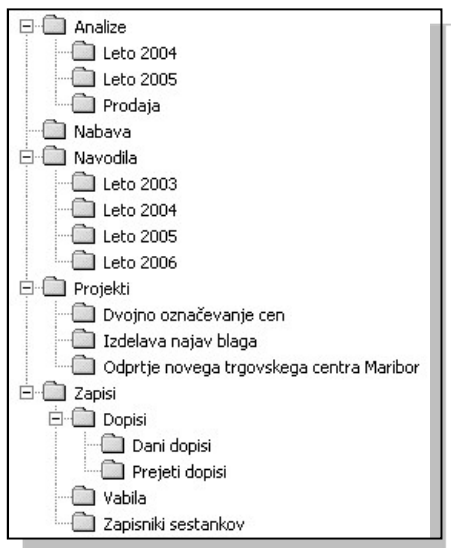 Analize
Leto 2004
Leto 2005
Prodaja
Nabava
Navodila
Leto 2003
Leto 2004
Leto 2005
Leto 2006
Projekti
Dvojno označevanje cen
Izdelava najav blaga
Odprtje novega trgovskega centra Maribor
Zapisi
Dopisi
Dani dopisi
Prejeti dopisi
Vabila
Zapisniki sestankov